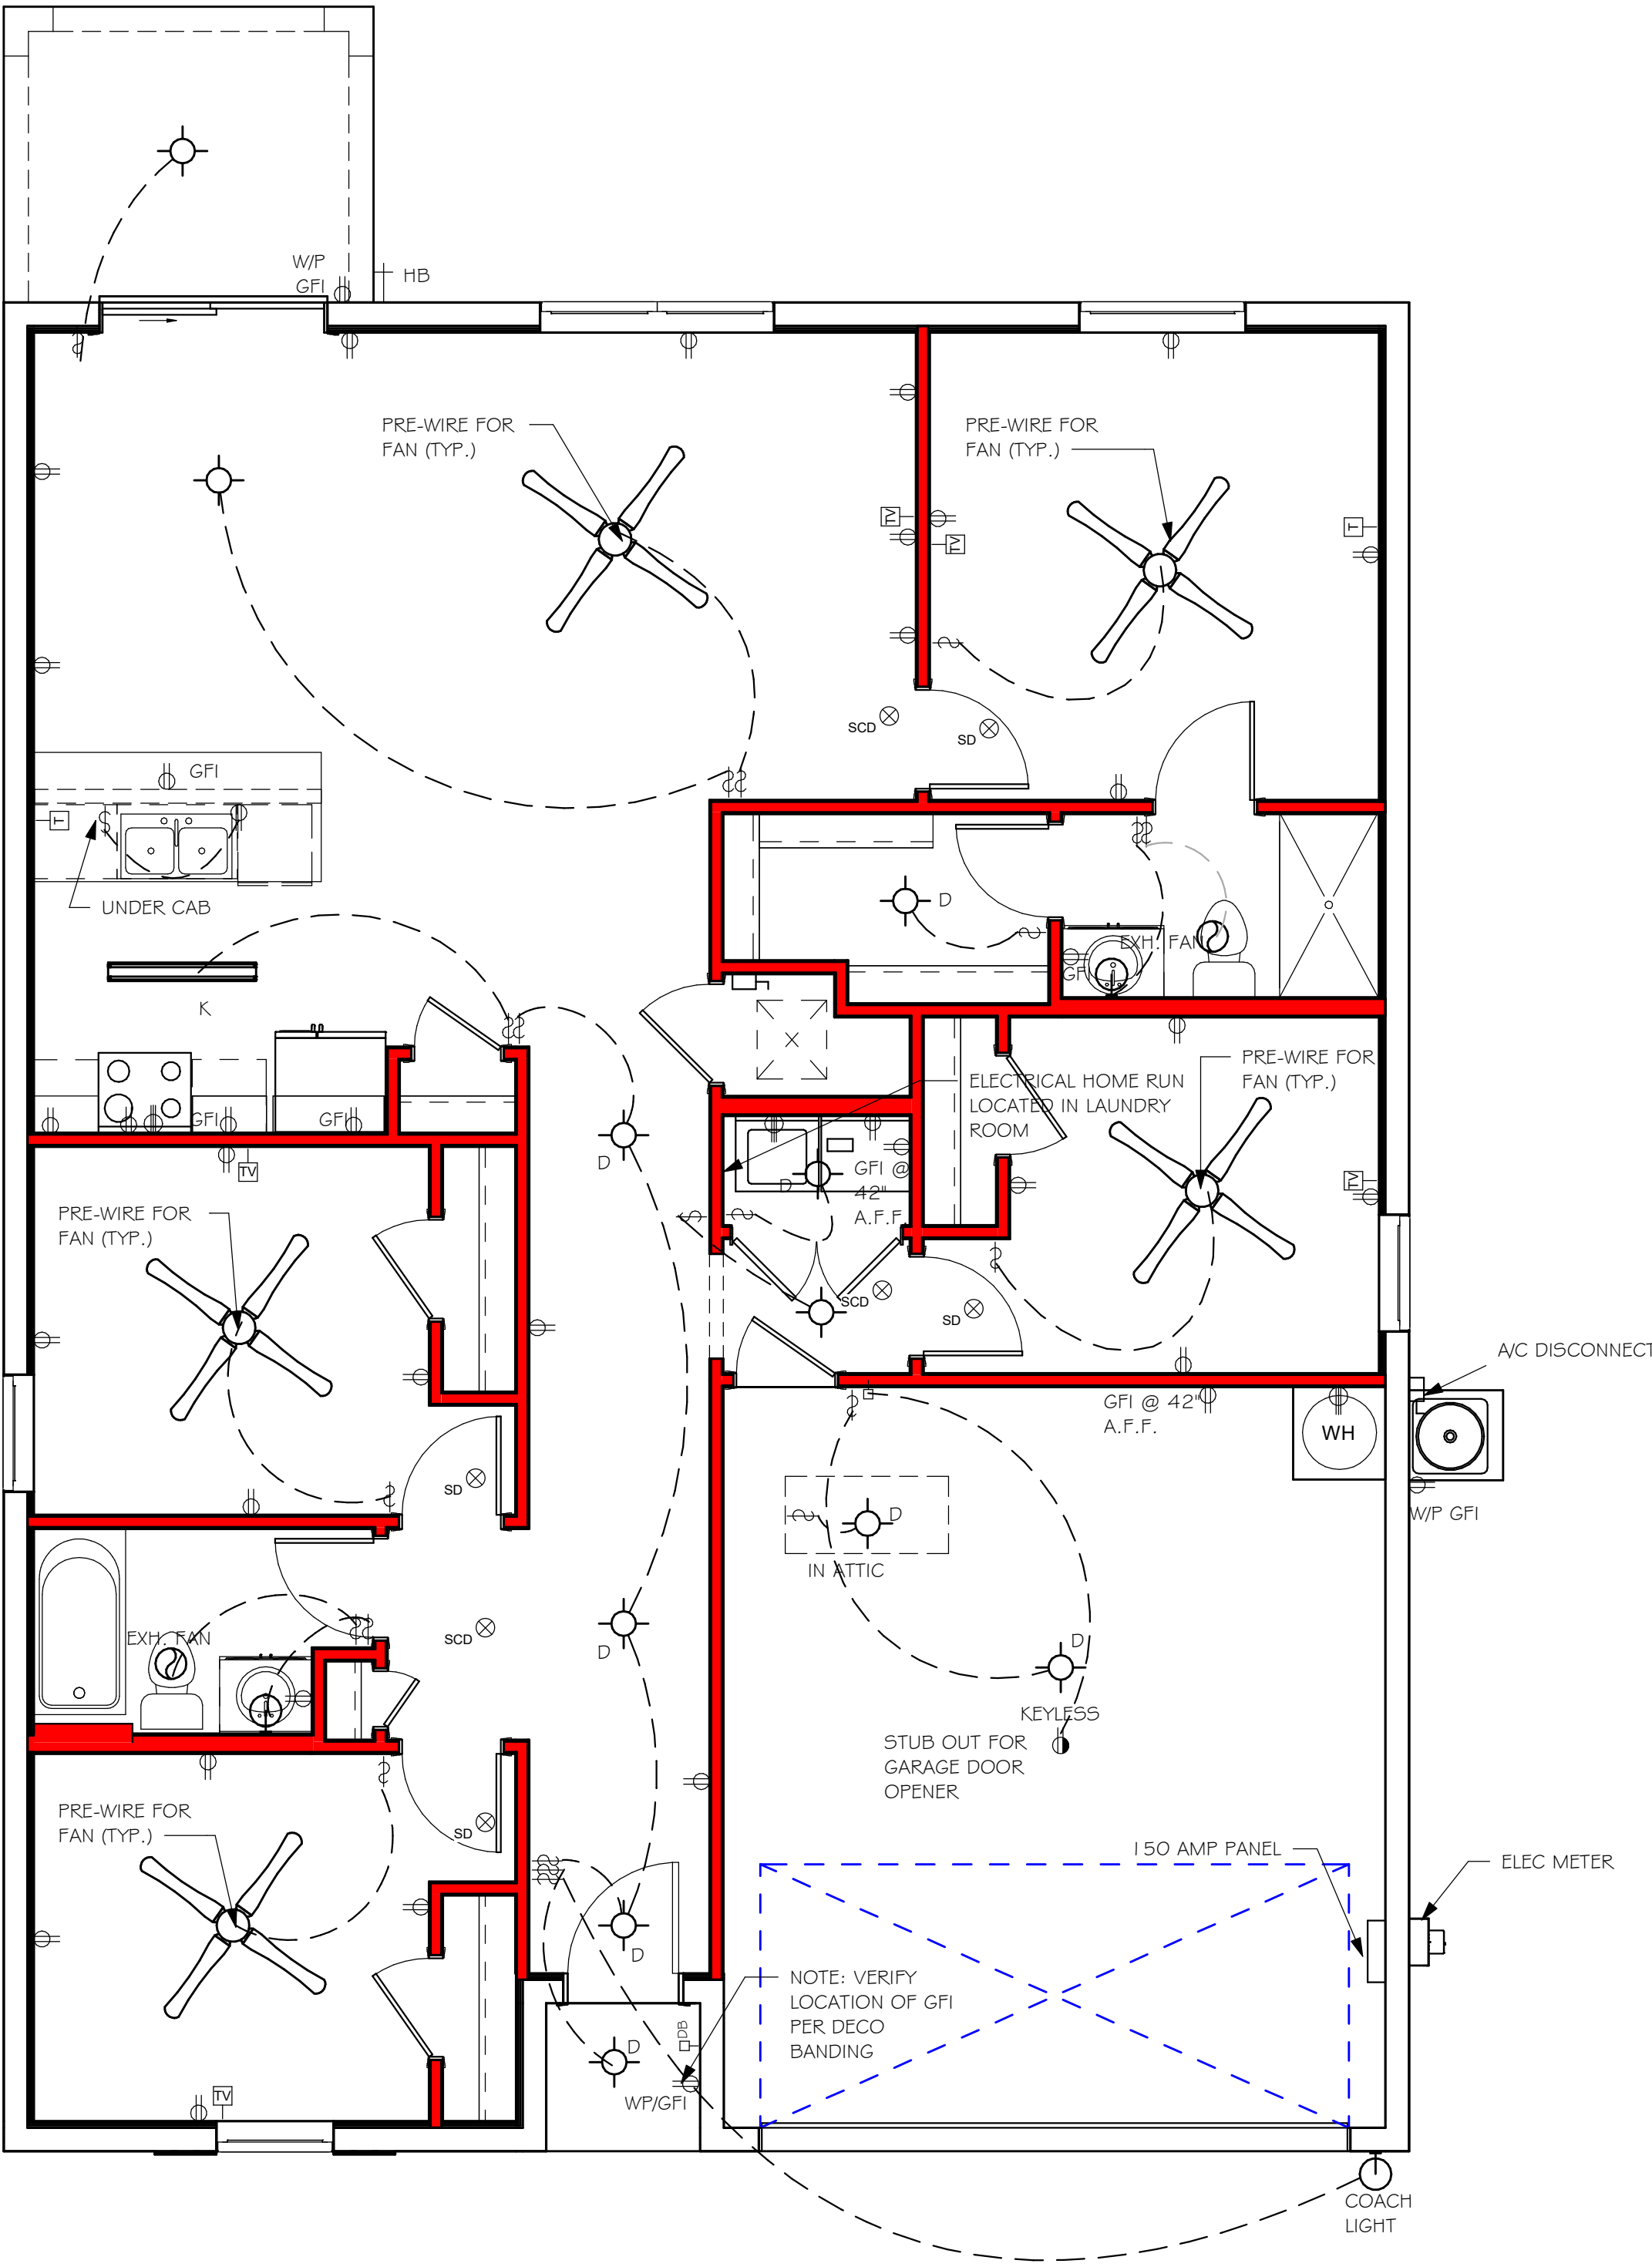 W/P
GFI
HB
PRE-WIRE FOR
FAN (TYP.)
PRE-WIRE FOR
FAN (TYP.)
TV
TV
T
SCD
SD
GFI
T
UNDER CAB
D
EXH. FAN
GFI
K
ELECTRICAL HOME RUN
LOCATED IN LAUNDRY
ROOM
PRE-WIRE FOR
FAN (TYP.)
GFI
GFI
D
TV
D
GFI @
42"
A.F.F.
TV
PRE-WIRE FOR
FAN (TYP.)
SCD
SD
A/C DISCONNECT
GFI @ 42"
A.F.F.
WH
W/P GFI
SD
D
IN ATTIC
EXH. FAN
SCD
D
D
KEYLESS
STUB OUT FOR
GARAGE DOOR
OPENER
PRE-WIRE FOR
FAN (TYP.)
SD
150 AMP PANEL
ELEC METER
D
NOTE: VERIFY
LOCATION OF GFI
PER DECO
BANDING
DB
D
WP/GFI
TV
COACH
LIGHT